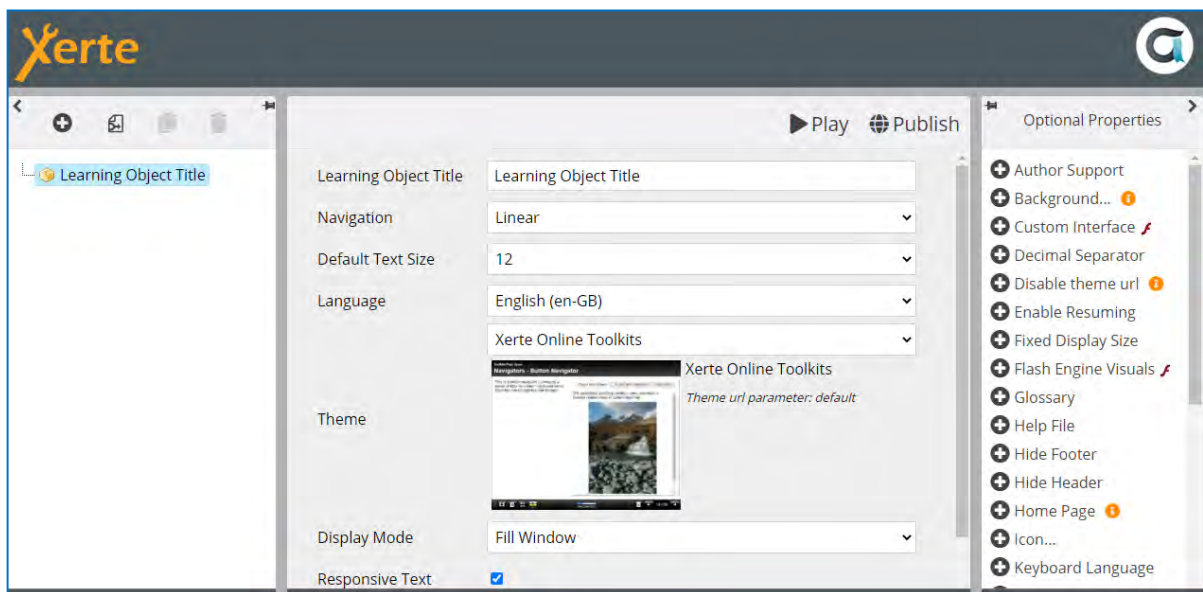 Xerte
Play Publish
Optional Properties
Learning Object Title
Learning Object Title Learning Object Title
Navigation Linear
Default Text Size 12
Language English (en-GB)
Xerte Online Toolkits
Navigators - Button Navigator
Xerte Online Toolkits
Theme url parameter: default
Theme
Display Mode Fill Window
Responsive Text
Author Support
Background...
Custom Interface
Decimal Separator
Disable theme url
Enable Resuming
Fixed Display Size
Flash Engine Visuals
Glossary
Help File
Hide Footer
Hide Header
Home Page
Icon...
Keyboard Language